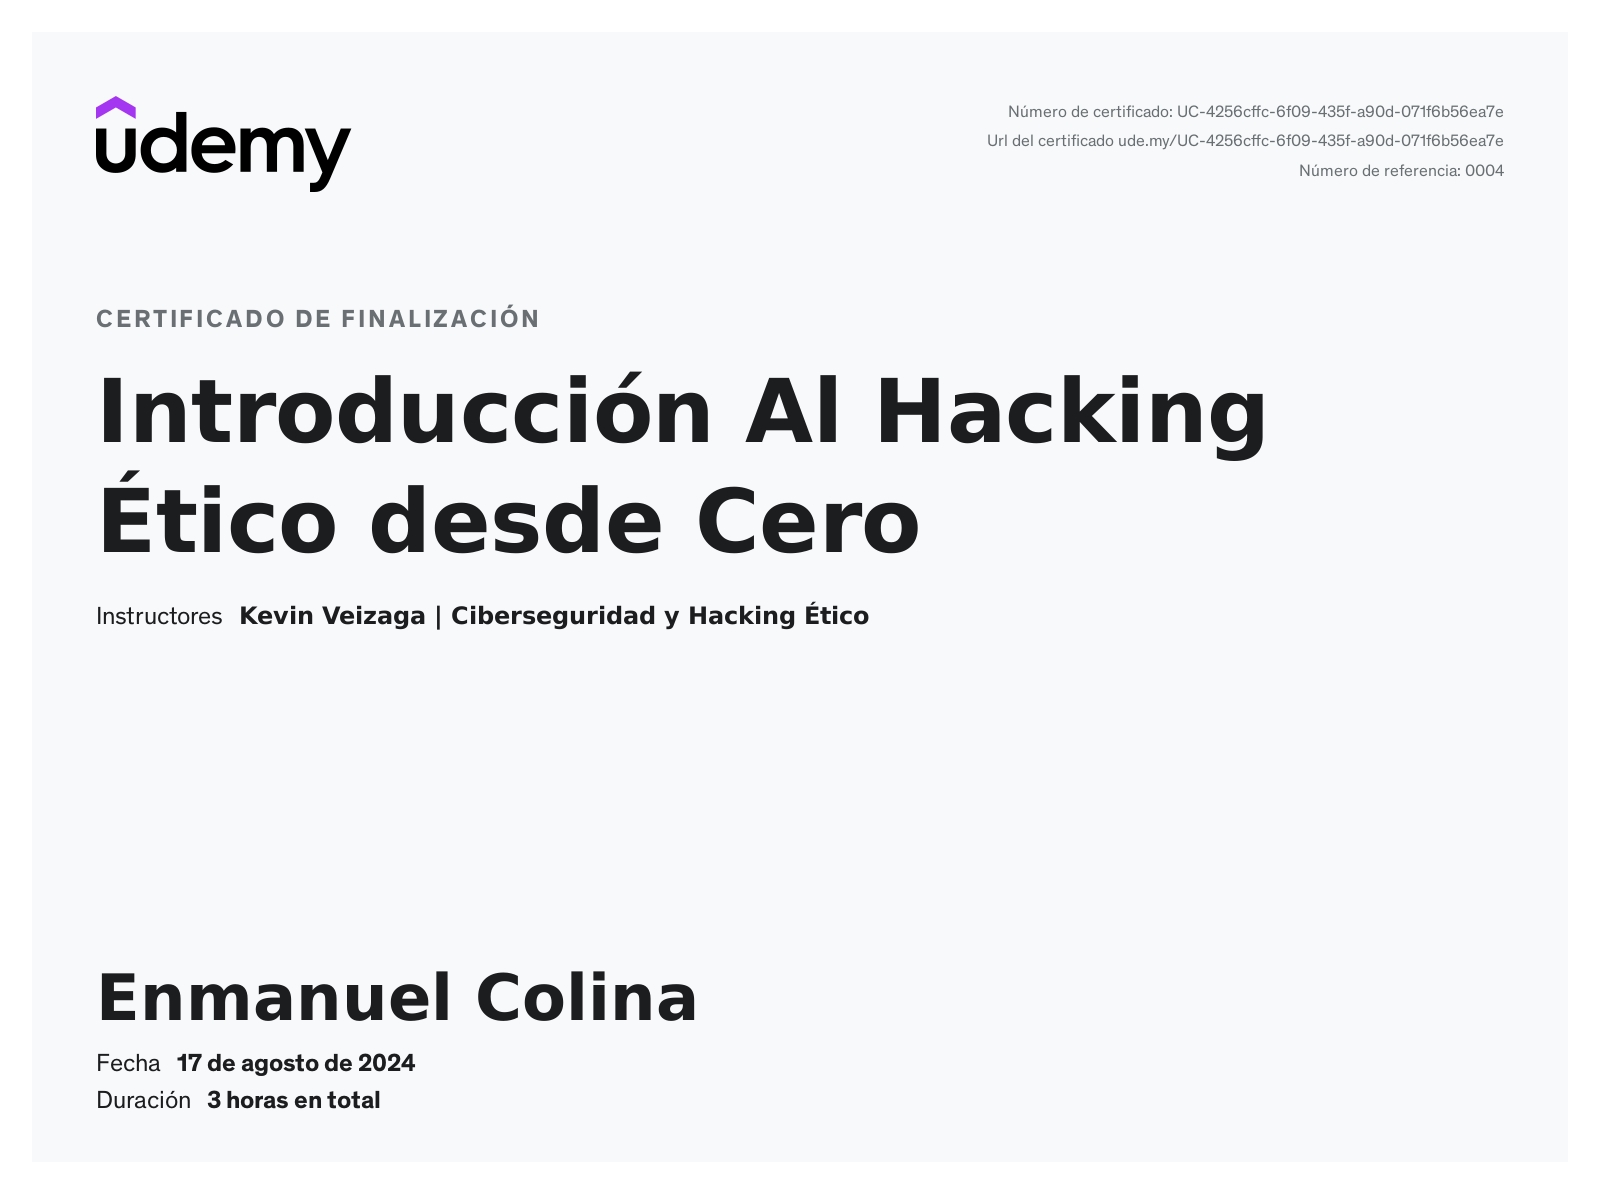 udemy
Número de certificado: UC-4256cffc-6f09-435f-a90d-071f6b56ea7e
Url del certificado ude.my/UC-4256cffc-6f09-435f-a90d-071f6b56ea7e
Número de referencia: 0004
CERTIFICADO DE FINALIZACIÓN
Introducción Al Hacking
Ético desde Cero
Instructores Kevin Veizaga | Ciberseguridad y Hacking Ético
Enmanuel Colina
Fecha 17 de agosto de 2024
Duración 3 horas en total